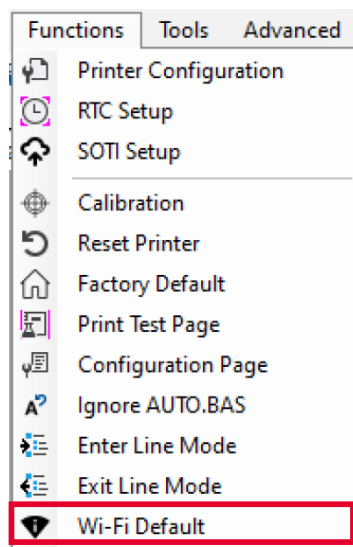 Functions Tools Advanced
Printer Configuration
RTC Setup
SOTI Setup
Calibration
Reset Printer
Factory Default
Print Test Page
Configuration Page
Ignore AUTO.BAS
Enter Line Mode
Exit Line Mode
Wi-Fi Default